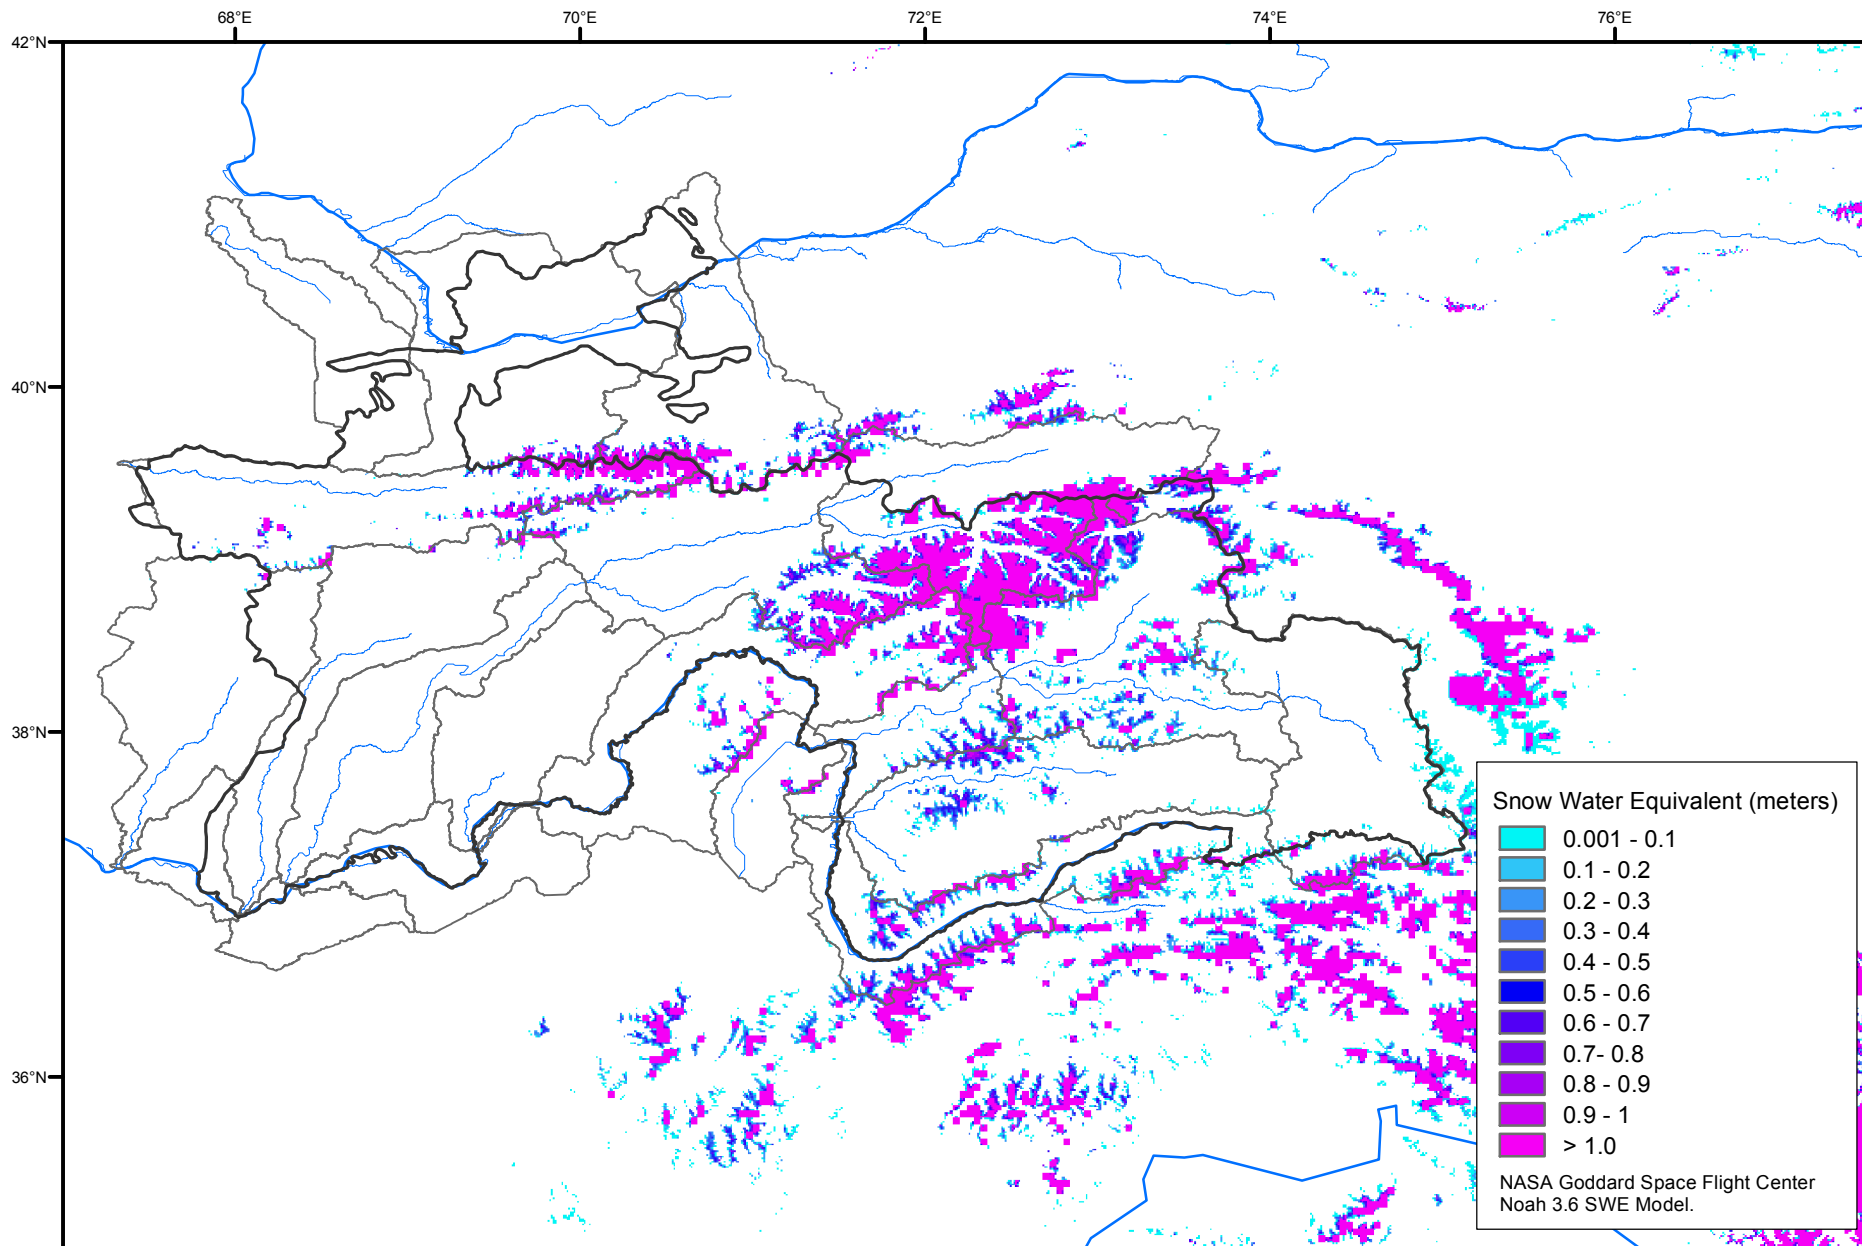 68°E
70°E
72°E
74°E
76°E
42°N
40°N
38°N
36°N
Snow Water Equivalent (meters)
0.001 - 0.1
0.1 - 0.2
0.2 - 0.3
0.3 - 0.4
0.4 - 0.5
0.5 - 0.6
0.6 - 0.7
0.7- 0.8
0.8 - 0.9
0.9 - 1
> 1.0
NASA Goddard Space Flight Center
Noah 3.6 SWE Model.